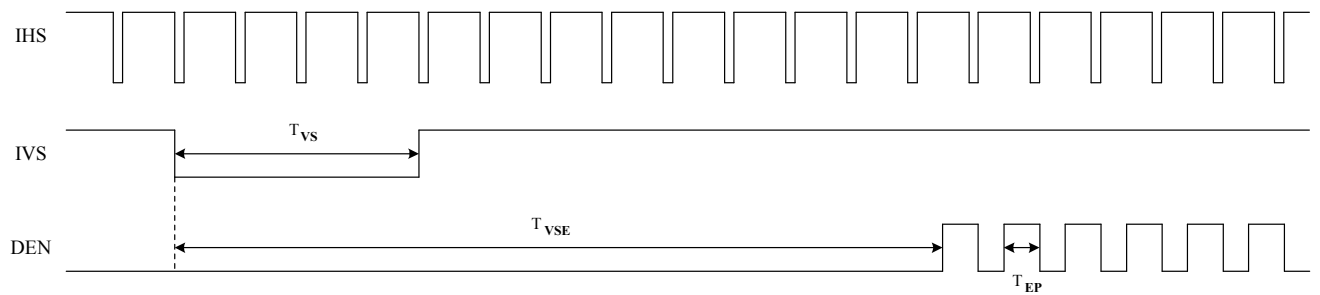 IHS
T VS
IVS
T VSE
DEN
T EP